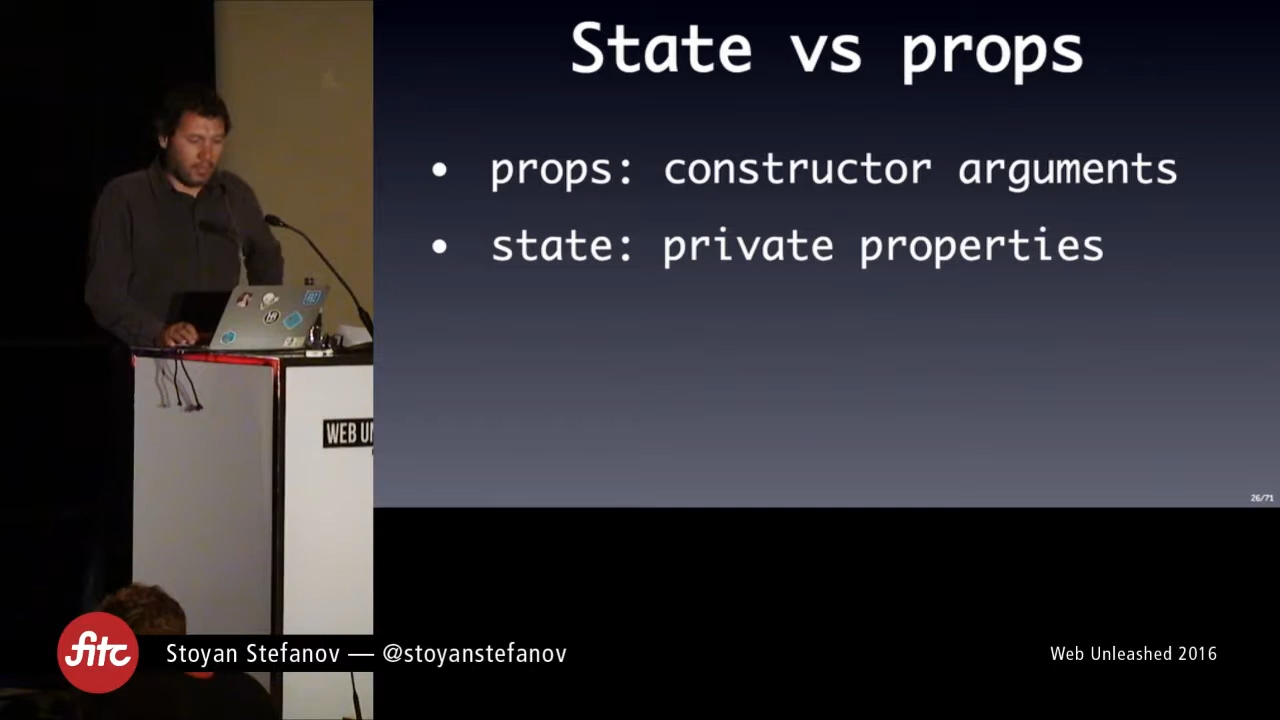 State vs props
• props: constructor arguments
• state: private properties
26/71
WEB UN
fitc
Stoyan Stefanov — @stoyanstefanov
Web Unleashed 2016